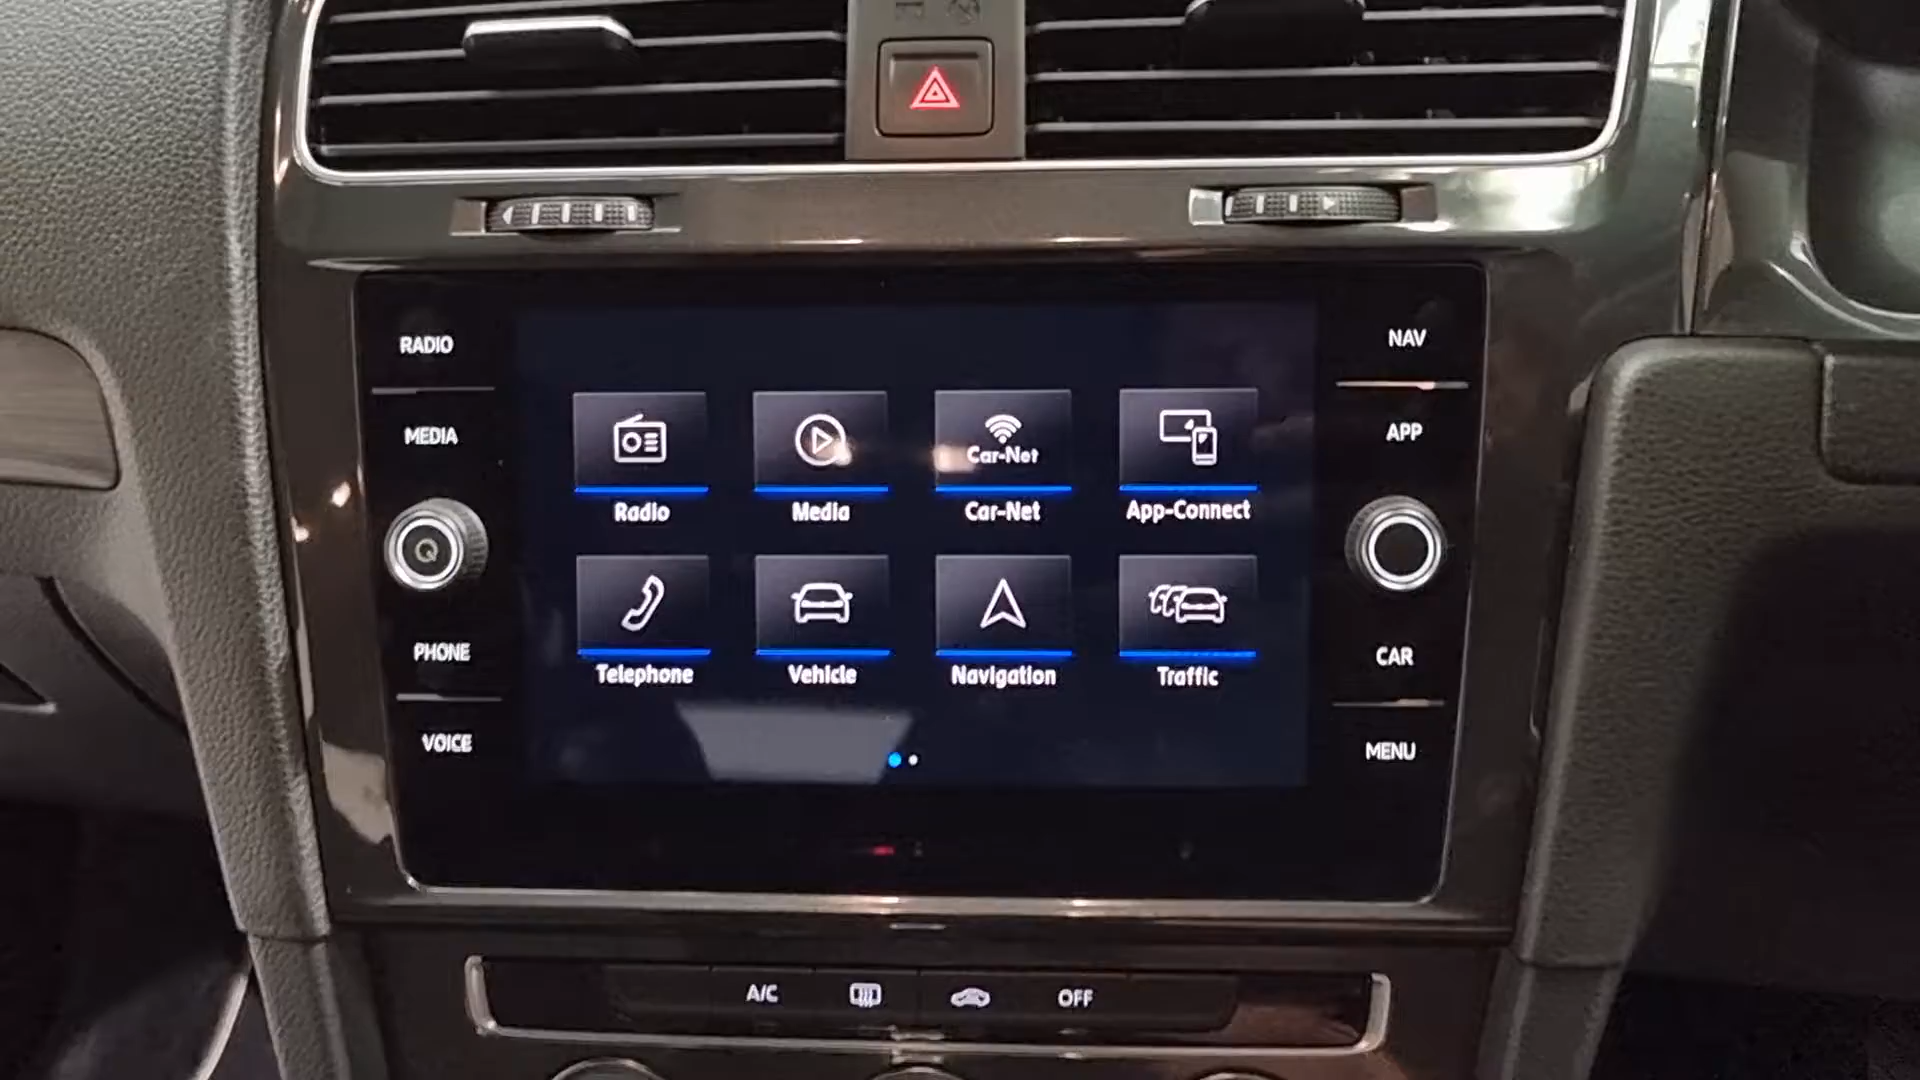 RADIO
NAV
MEDIA
APP
Car-Net
Radio
Media
Car-Net
App-Connect
PHONE
CAR
Telephone
Vehicle
Navigation
Traffic
VOICE
MENU
A/C
OFF